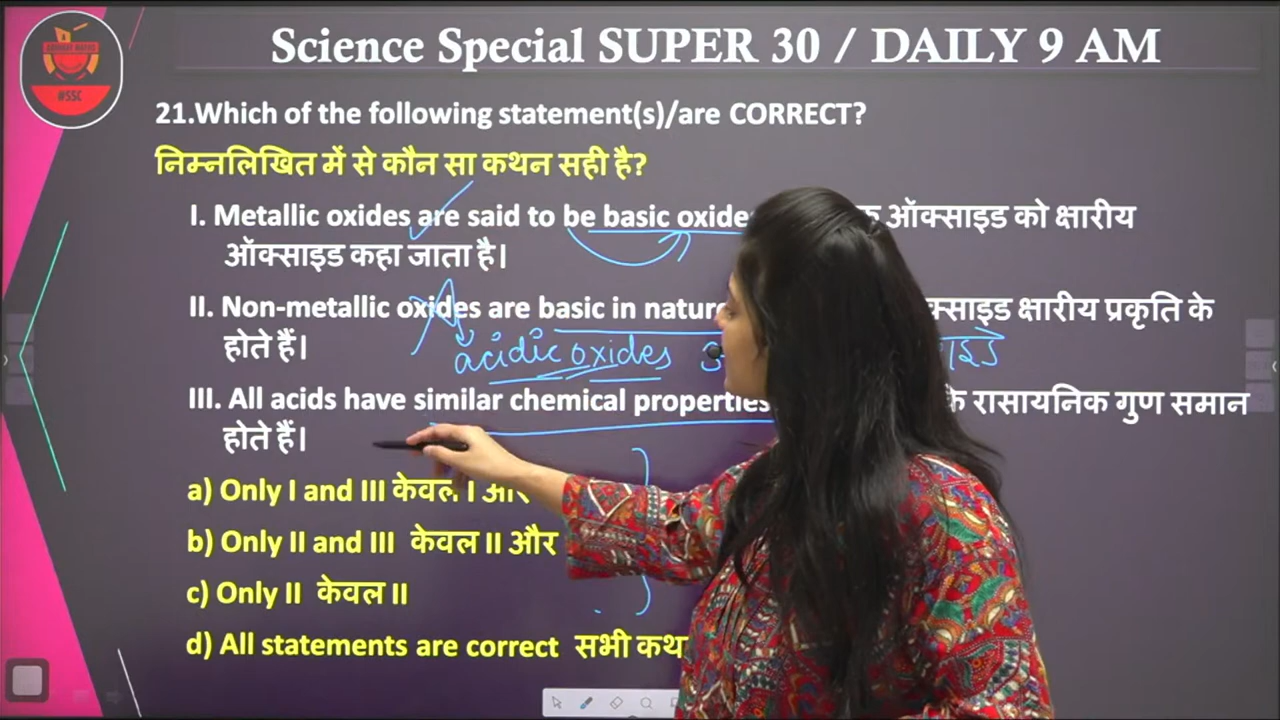 Science Special SUPER 30 / DAILY 9 AM
#SSC
21.Which of the following statement(s)/are CORRECT?
निम्नलिखित में से कौन सा कथन सही है?
I. Metallic oxides are said to be basic oxide ऑक्साइड को क्षारीय
ऑक्साइड कहा जाता है।
II. Non-metallic oxides are basic in natur क्साइड क्षारीय प्रकृति के
होते हैं।
acidic oxides
III. All acids have similar chemical properties के रासायनिक गुण समान
होते हैं।
a) Only I and III केवल I और
b) Only II and III केवल II और
c) Only II केवल II
d) All statements are correct सभी कथ